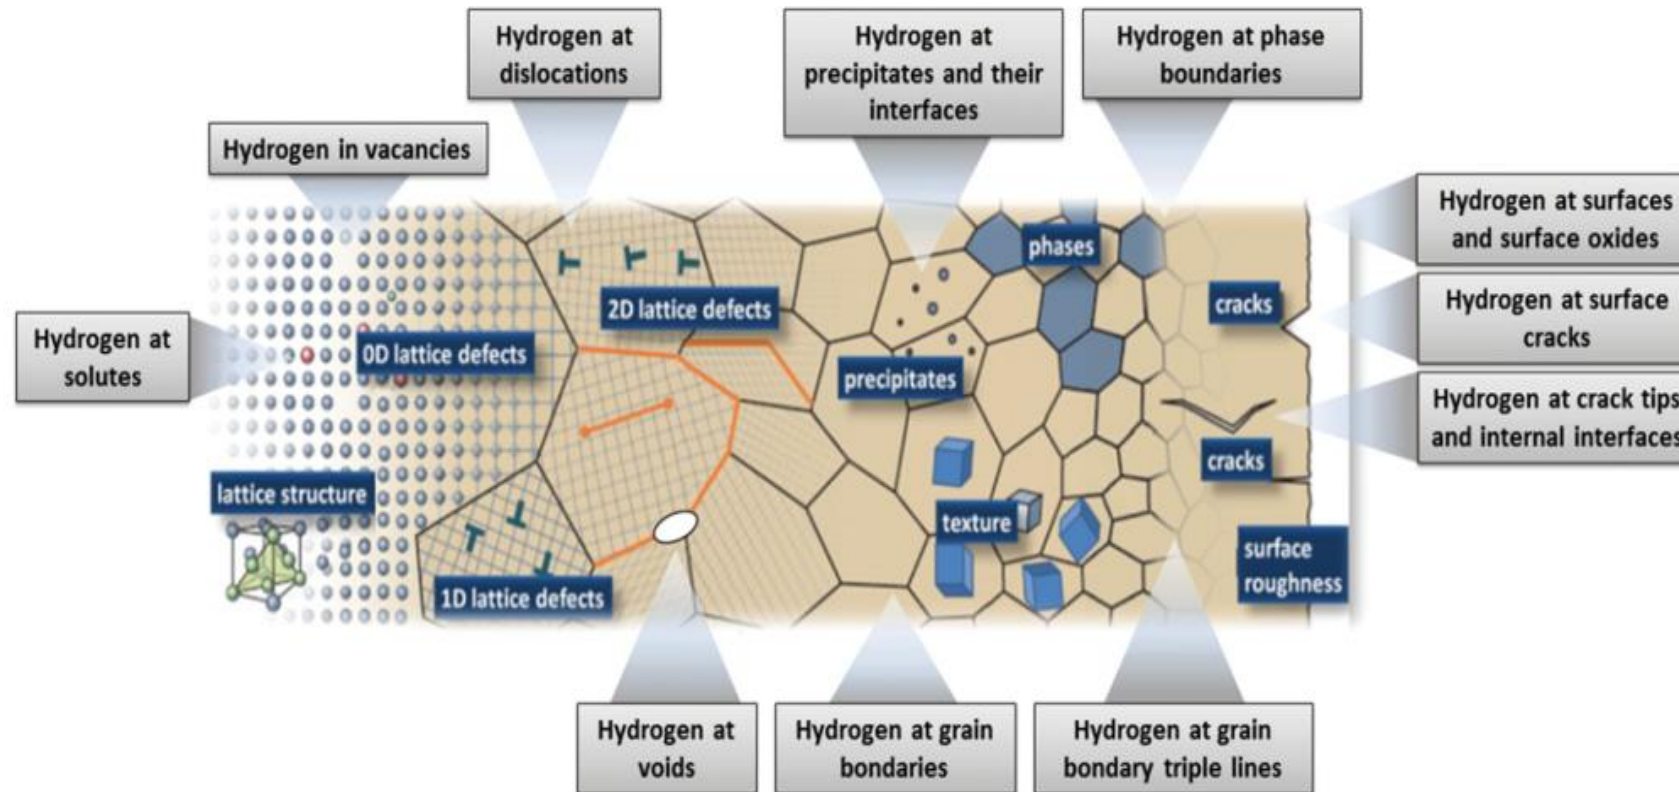 Hydrogen at
dislocations
Hydrogen at
precipitates and their
interfaces
Hydrogen at phase
boundaries
Hydrogen in vacancies
Hydrogen at surfaces
and surface oxides
phases
cracks
2D lattice defects
Hydrogen at surface
cracks
Hydrogen at
solutes
0D lattice defects
precipitates
Hydrogen at crack tips
and internal interfaces
cracks
lattice structure
texture
surface
roughness
1D lattice defects
Hydrogen at
voids
Hydrogen at grain
bondaries
Hydrogen at grain
bondary triple lines